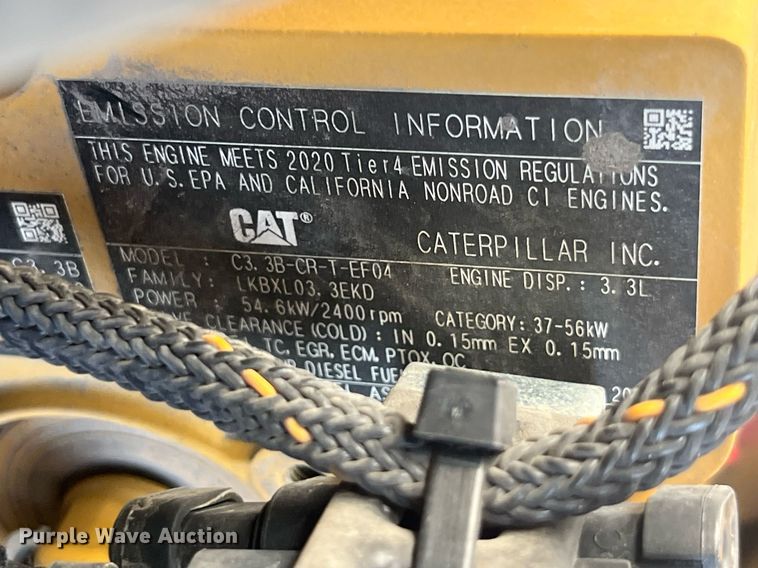 EMISSION CONTROL INFORMATION
THIS ENGINE MEETS 2020 Tier4 EMISSION REGULATIONS
FOR U.S.EPA AND CALIFORNIA NONROAD CI ENGINES.
CAT® CATERPILLAR INC.
C3.3B
MODEL : C3.3B-CR-T-EF04 ENGINE DISP.: 3.3L
FAMILY: LKBXL03.3EKD
POWER : 54.6kW/2400rpm CATEGORY: 37-56kW
CLEARANCE(COLD) : IN 0.15mm EX 0.15mm
TC, EGR, ECM, PTOX, OC
DIESEL
Purple Wave Auction